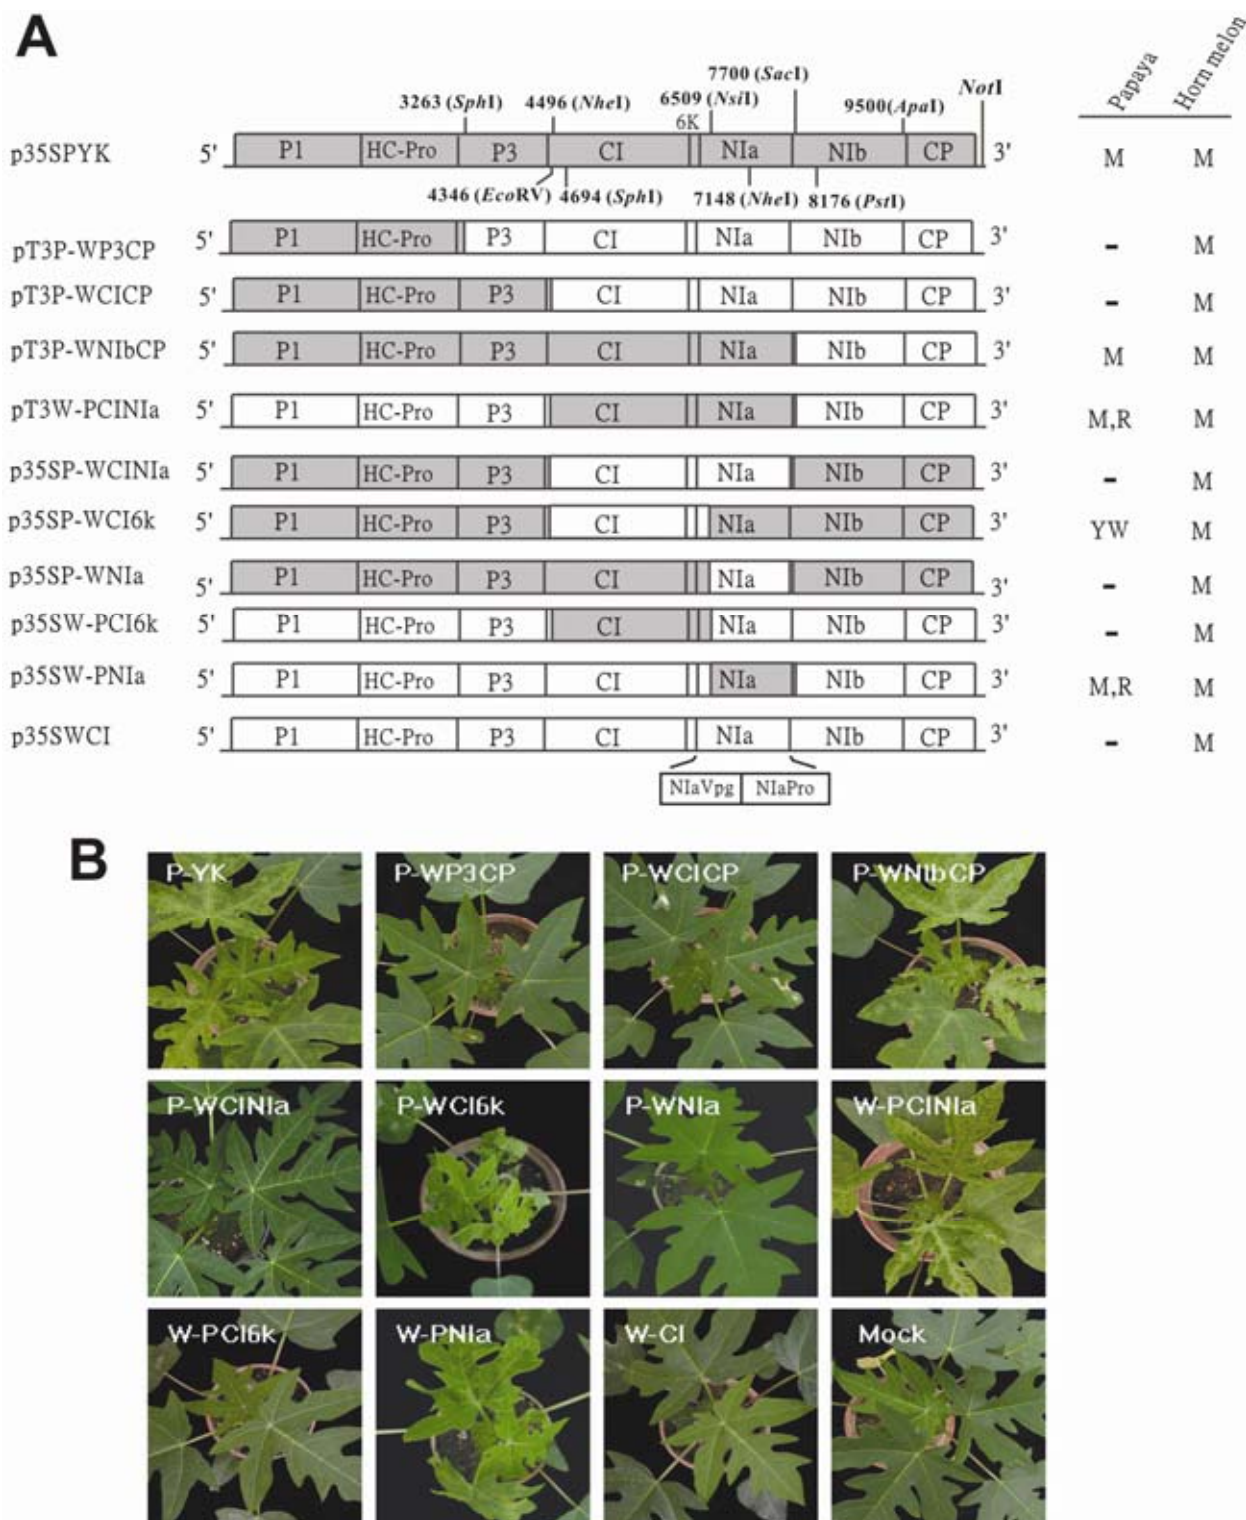 A
Papaya Horn melon
7700 (SacI)
3263 (SphI) 4496 (NheI) 6509 (NsiI) 9500(ApaI) NotI
6K
p35SPYK 5' P1 HC-Pro P3 CI NIa NIb CP 3' M M
4346 (EcoRV) 4694 (SphI) 7148 (NheI) 8176 (PstI)
pT3P-WP3CP 5' P1 HC-Pro P3 CI NIa NIb CP 3' - M
pT3P-WCICP 5' P1 HC-Pro P3 CI NIa NIb CP 3' - M
pT3P-WNIbCP 5' P1 HC-Pro P3 CI NIa NIb CP 3' M M
pT3W-PCINIa 5' P1 HC-Pro P3 CI NIa NIb CP 3' M,R M
p35SP-WCINIa 5' P1 HC-Pro P3 CI NIa NIb CP 3' - M
p35SP-WCI6k 5' P1 HC-Pro P3 CI NIa NIb CP 3' YW M
p35SP-WNIa 5' P1 HC-Pro P3 CI NIa NIb CP 3' - M
p35SW-PCI6k 5' P1 HC-Pro P3 CI NIa NIb CP 3' - M
p35SW-PNIa 5' P1 HC-Pro P3 CI NIa NIb CP 3' M,R M
p35SWCI 5' P1 HC-Pro P3 CI NIa NIb CP 3' - M
NIaVpg NIaPro
B
P-YK P-WP3CP P-WCICP P-WNIbCP
P-WCINIa P-WCI6k P-WNIa W-PCINIa
W-PCI6k W-PNIa W-CI Mock